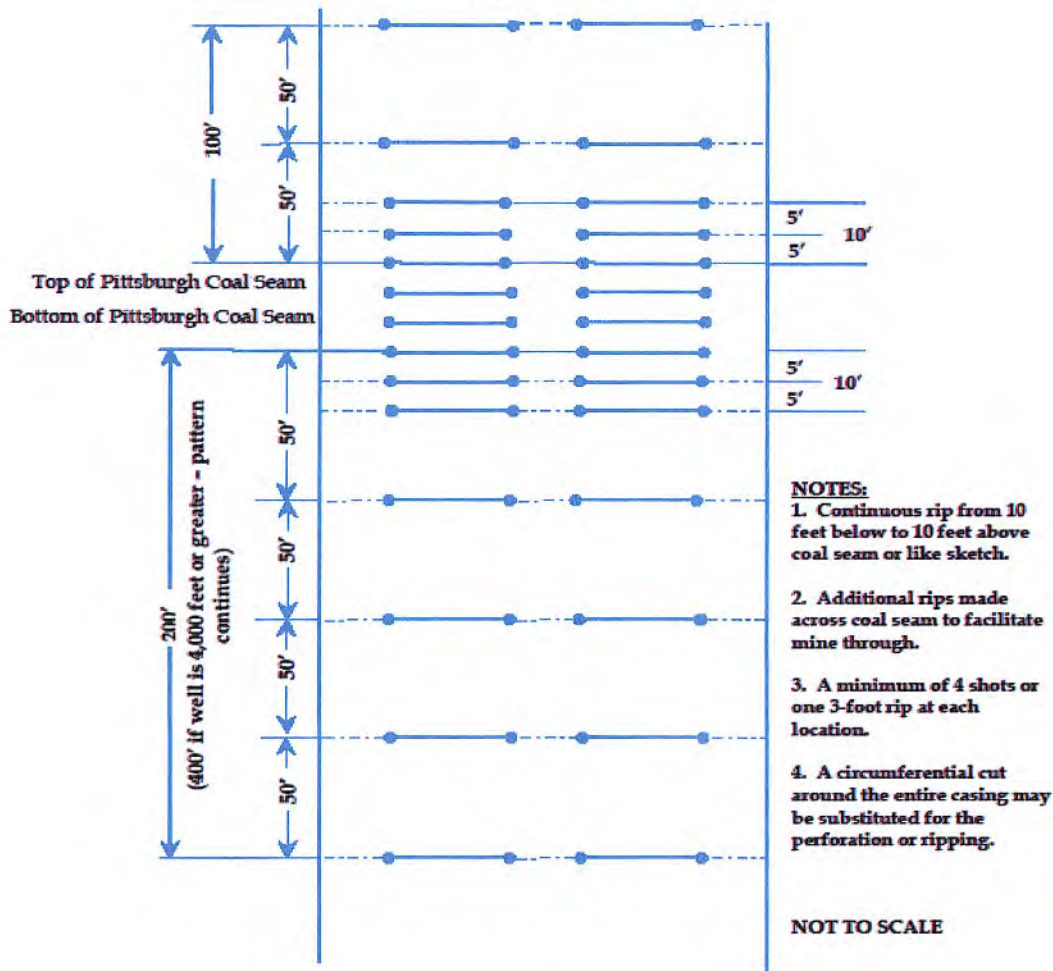 100'
50'
50'
5'
5'
10'
Top of Pittsburgh Coal Seam
Bottom of Pittsburgh Coal Seam
5'
5'
10'
200'
(400' if well is 4,000 feet or greater - pattern
continues)
50'
50'
50'
50'
NOTES:
1. Continuous rip from 10
feet below to 10 feet above
coal seam or like sketch.
2. Additional rips made
across coal seam to facilitate
mine through.
3. A minimum of 4 shots or
one 3-foot rip at each
location.
4. A circumferential cut
around the entire casing may
be substituted for the
perforation or ripping.
NOT TO SCALE